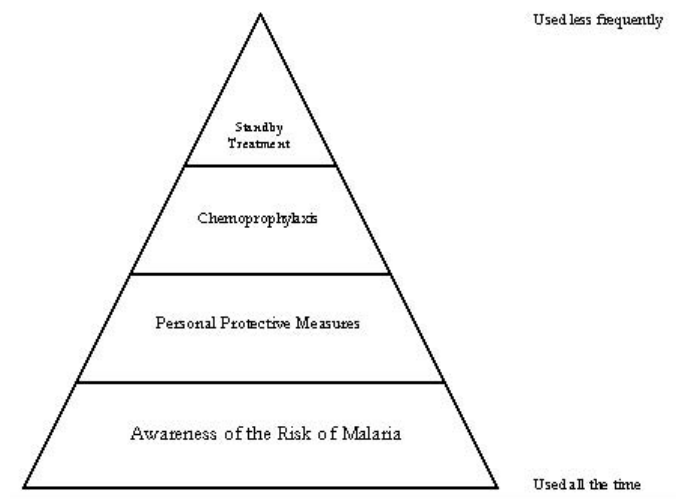 Used less frequently
Standby
Treatment
Chemoprophylaxis
Personal Protective Measures
Awareness of the Risk of Malaria
Used all the time